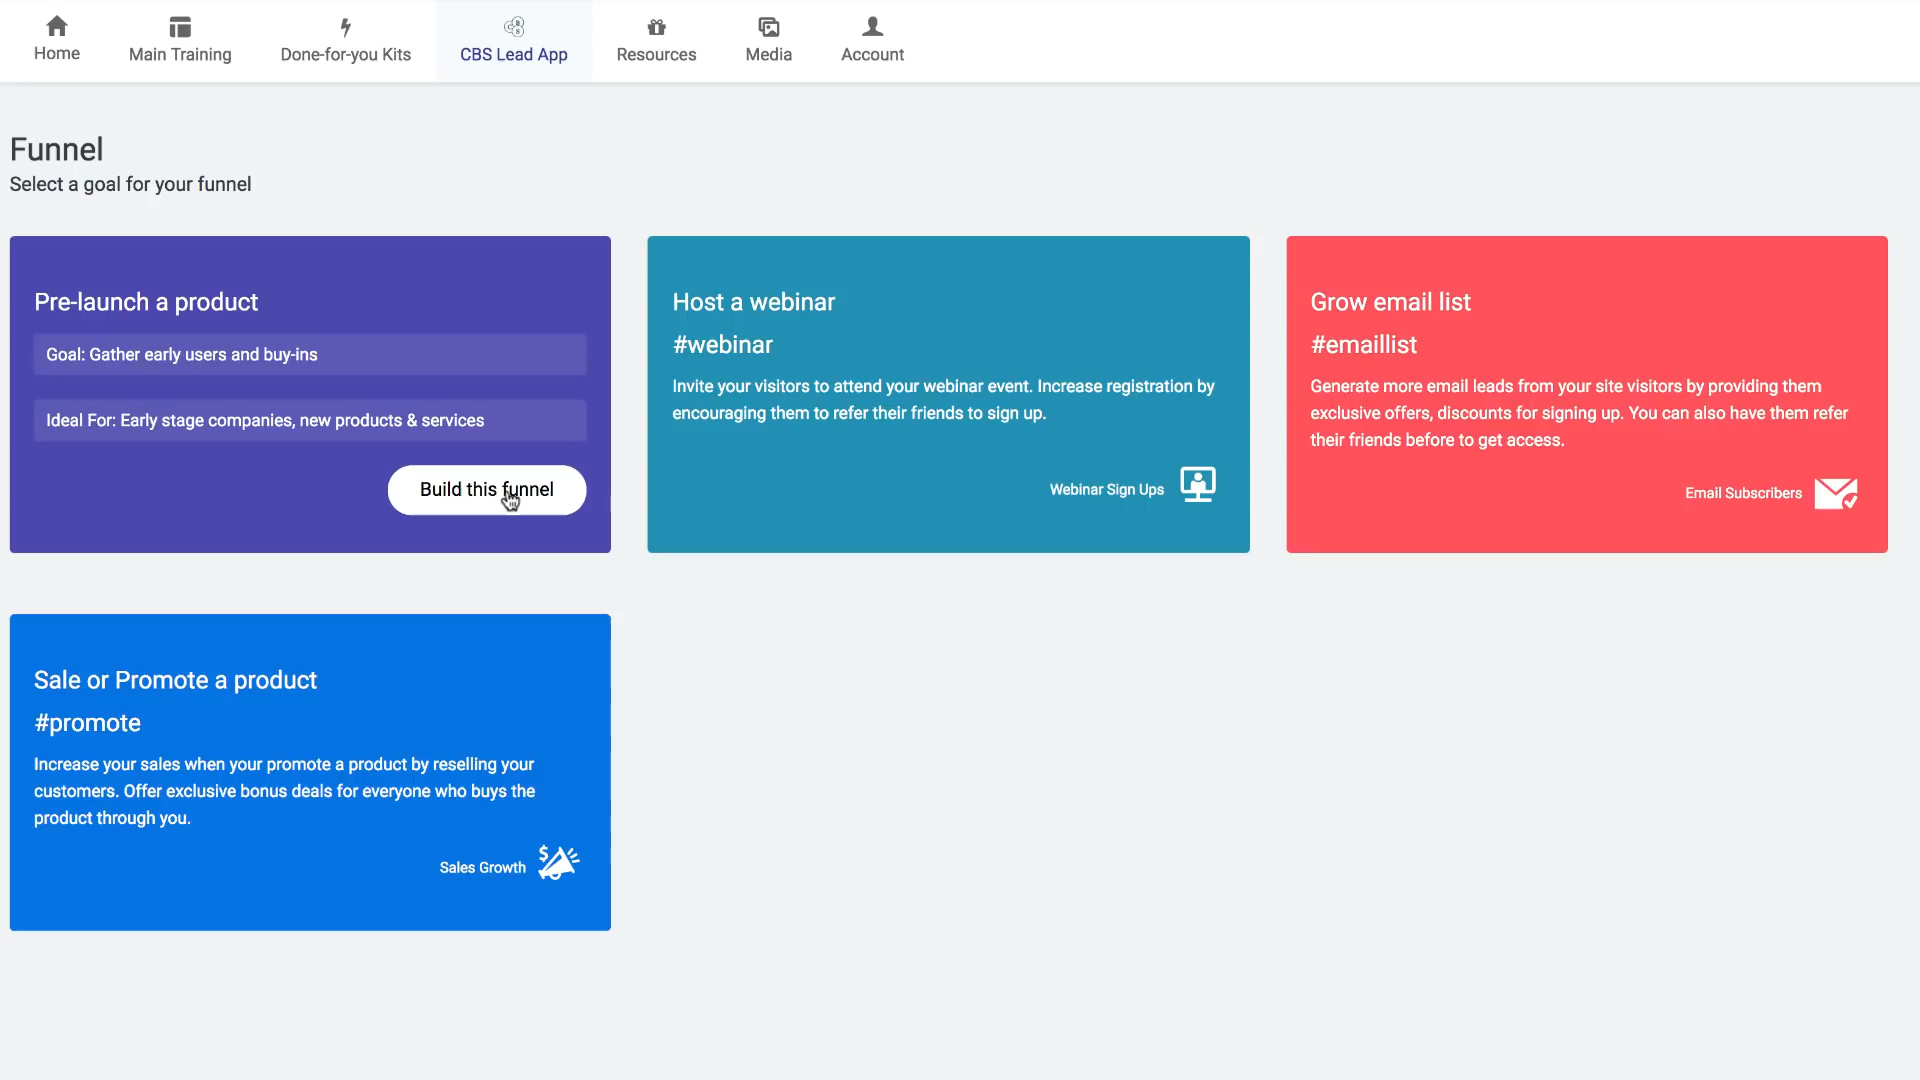 Home
Main Training
Done-for-you Kits
CBS Lead App
Resources
Media
Account
Funnel
Select a goal for your funnel
Pre-launch a product
Goal: Gather early users and buy-ins
Ideal For: Early stage companies, new products & services
Build this funnel
Host a webinar
#webinar
Invite your visitors to attend your webinar event. Increase registration by
encouraging them to refer their friends to sign up.
Webinar Sign Ups
Grow email list
#emaillist
Generate more email leads from your site visitors by providing them
exclusive offers, discounts for signing up. You can also have them refer
their friends before to get access.
Email Subscribers
Sale or Promote a product
#promote
Increase your sales when your promote a product by reselling your
customers. Offer exclusive bonus deals for everyone who buys the
product through you.
Sales Growth